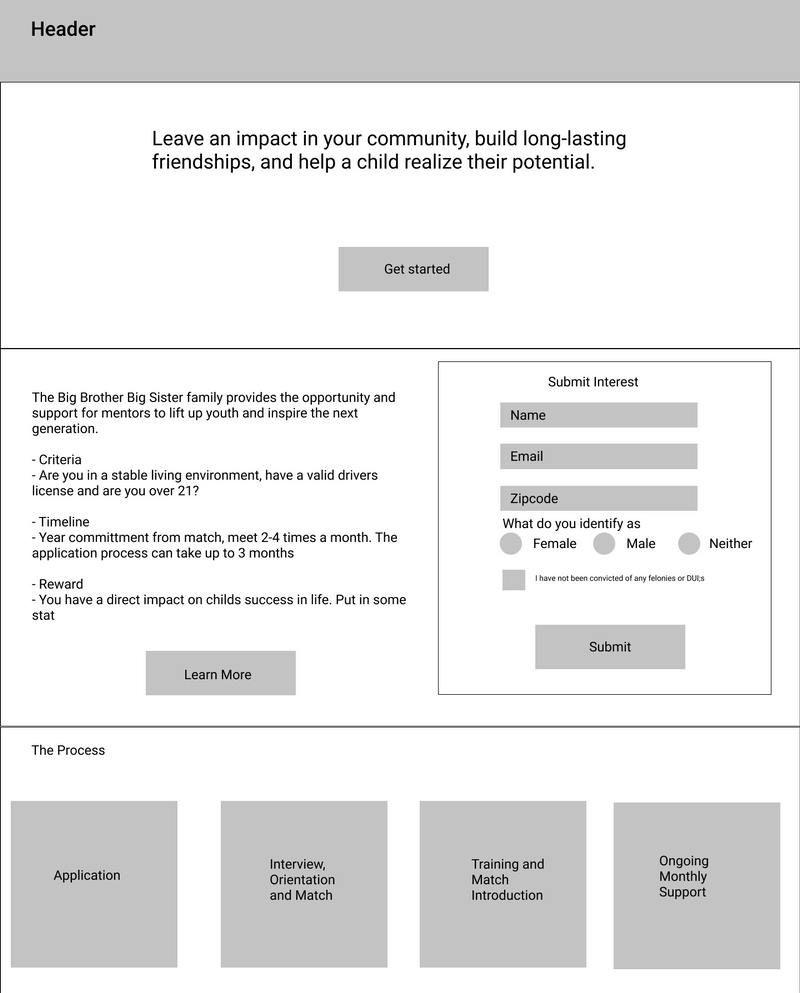 Header
Leave an impact in your community, build long-lasting
friendships, and help a child realize their potential.
Get started
The Big Brother Big Sister family provides the opportunity and
support for mentors to lift up youth and inspire the next
generation.
- Criteria
- Are you in a stable living environment, have a valid drivers
license and are you over 21?
- Timeline
- Year committment from match, meet 2-4 times a month. The
application process can take up to 3 months
- Reward
- You have a direct impact on childs success in life. Put in some
stat
Learn More
Submit Interest
Name
Email
Zipcode
What do you identify as
Female Male Neither
I have not been convicted of any felonies or DUI;s
Submit
The Process
Application
Interview,
Orientation
and Match
Training and
Match
Introduction
Ongoing
Monthly
Support